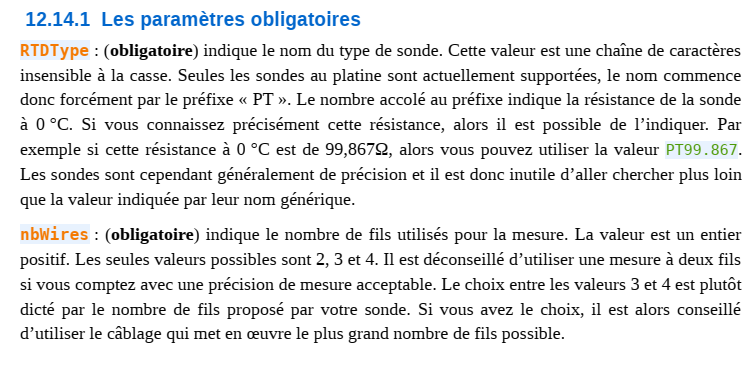 12.14.1 Les paramètres obligatoires
RTDType : (obligatoire) indique le nom du type de sonde. Cette valeur est une chaîne de caractères
insensible à la casse. Seules les sondes au platine sont actuellement supportées, le nom commence
donc forcément par le préfixe « PT ». Le nombre accolé au préfixe indique la résistance de la sonde
à 0 °C. Si vous connaissez précisément cette résistance, alors il est possible de l’indiquer. Par
exemple si cette résistance à 0 °C est de 99,867Ω, alors vous pouvez utiliser la valeur PT99.867.
Les sondes sont cependant généralement de précision et il est donc inutile d’aller chercher plus loin
que la valeur indiquée par leur nom générique.
nbWires : (obligatoire) indique le nombre de fils utilisés pour la mesure. La valeur est un entier
positif. Les seules valeurs possibles sont 2, 3 et 4. Il est déconseillé d’utiliser une mesure à deux fils
si vous comptez avec une précision de mesure acceptable. Le choix entre les valeurs 3 et 4 est plutôt
dicté par le nombre de fils proposé par votre sonde. Si vous avez le choix, il est alors conseillé
d’utiliser le câblage qui met en œuvre le plus grand nombre de fils possible.